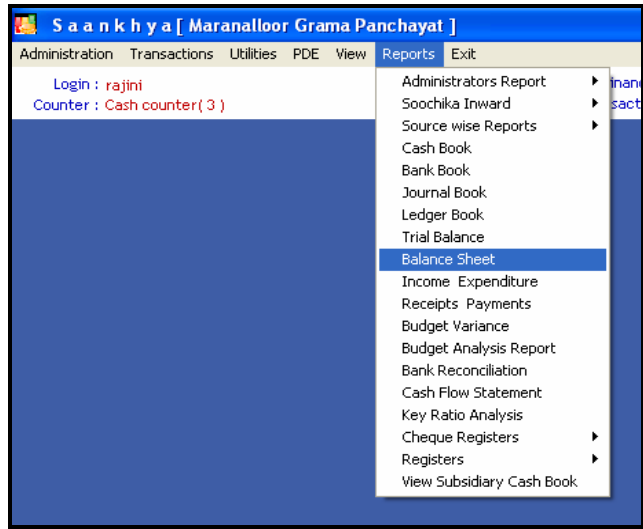 S a a n k h y a [ Maranalloor Grama Panchayat ]
Administration Transactions Utilities PDE View Reports Exit
Login : rajini
Counter : Cash counter( 3 )
Administrators Report
Soochika Inward
Source wise Reports
Cash Book
Bank Book
Journal Book
Ledger Book
Trial Balance
Balance Sheet
Income Expenditure
Receipts Payments
Budget Variance
Budget Analysis Report
Bank Reconciliation
Cash Flow Statement
Key Ratio Analysis
Cheque Registers
Registers
View Subsidiary Cash Book